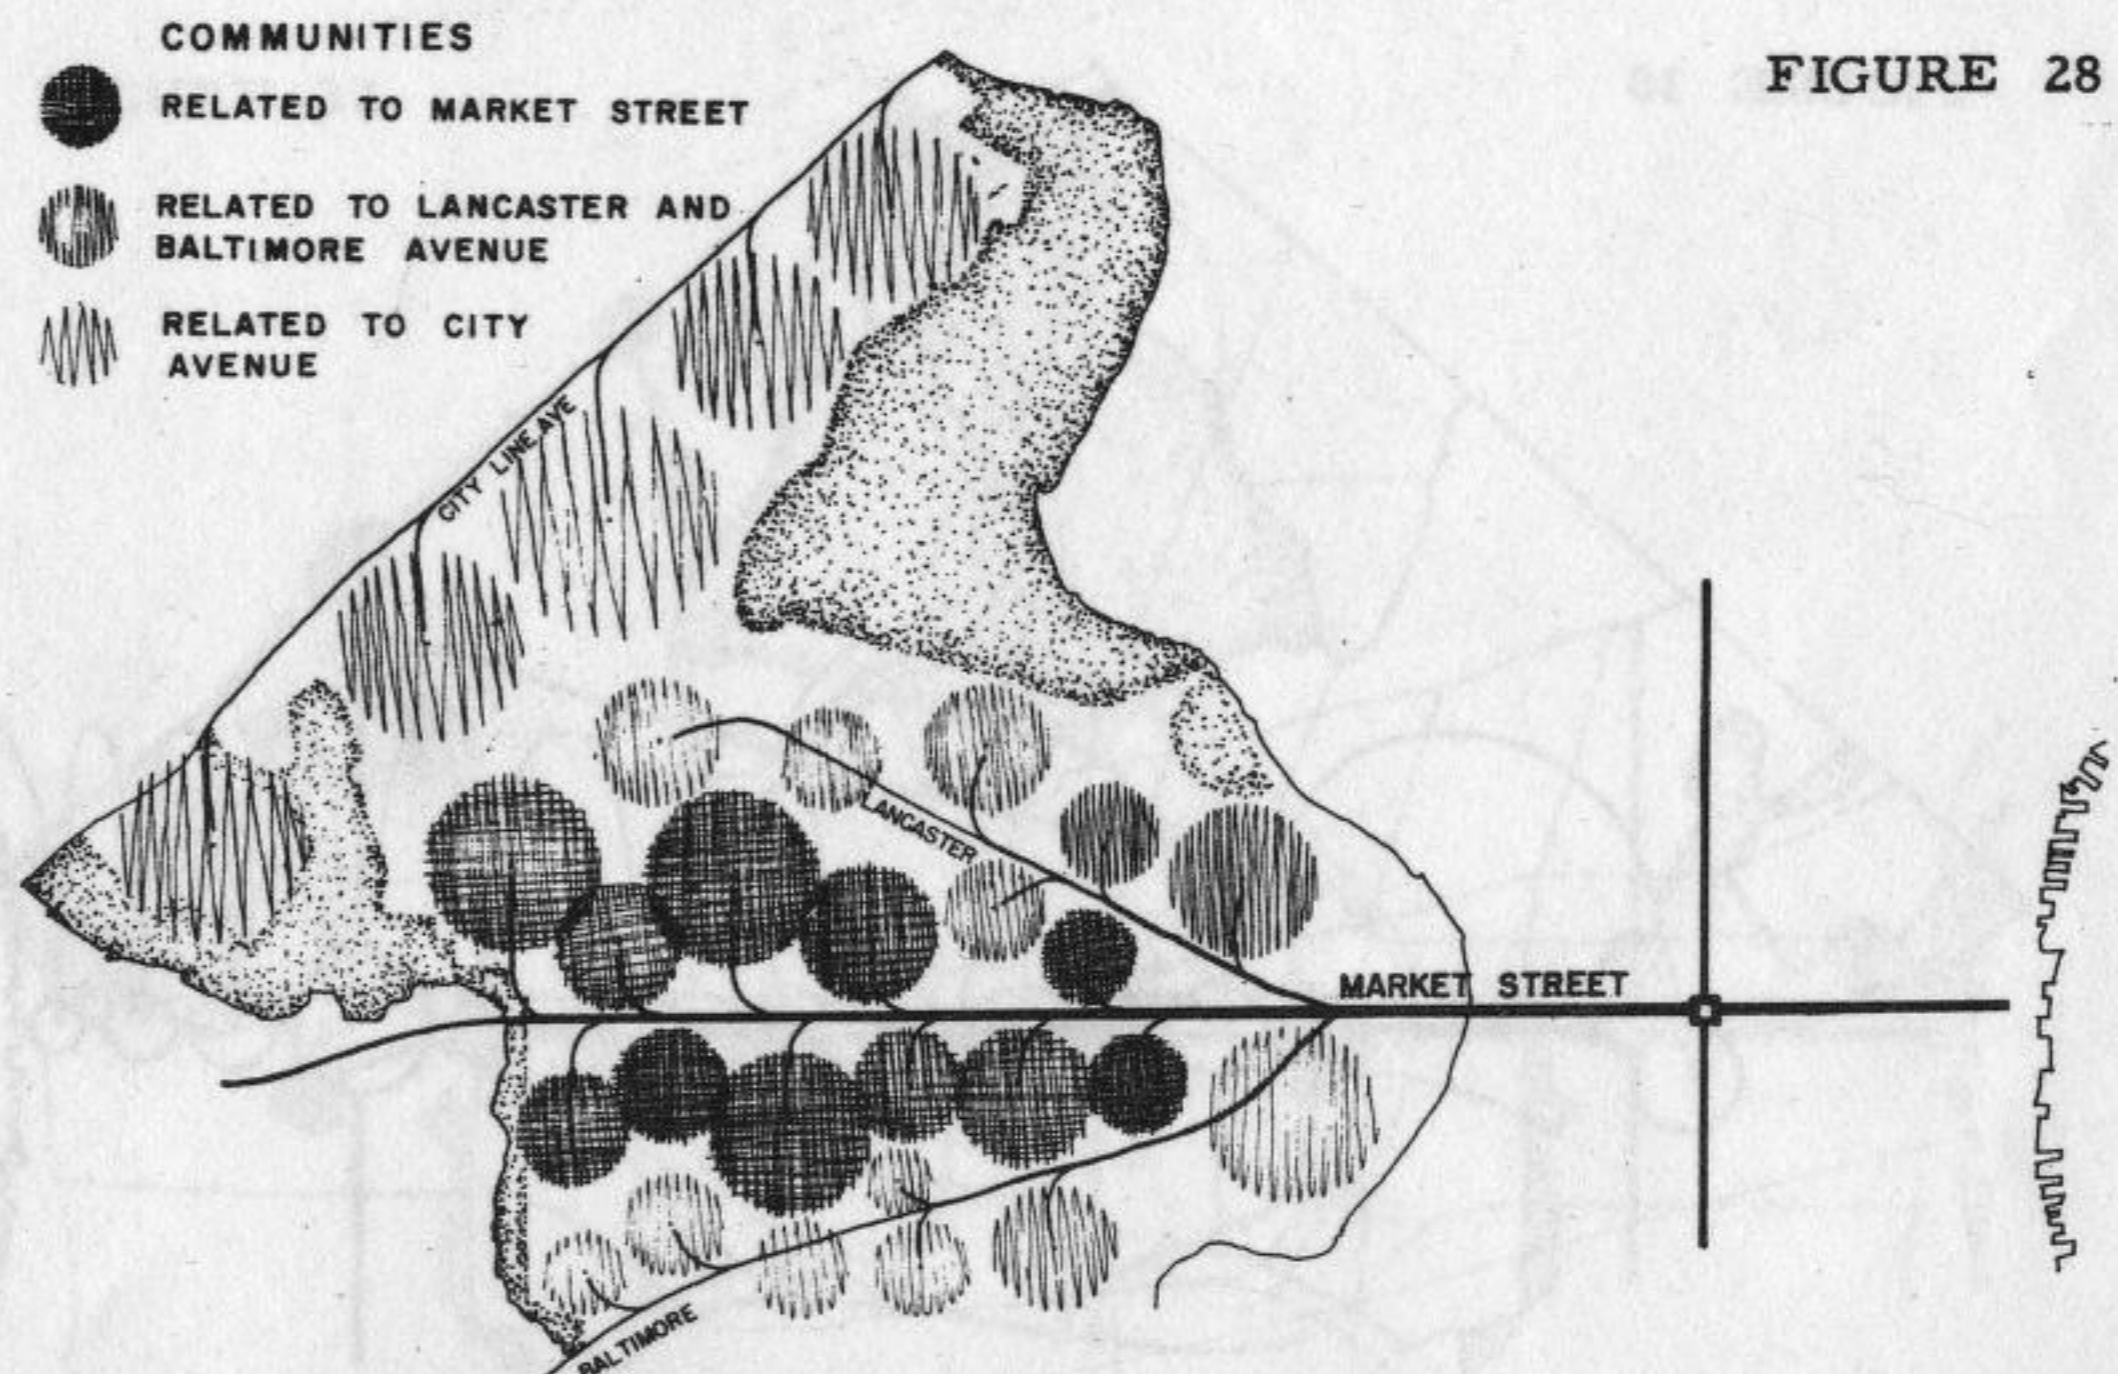 COMMUNITIES
RELATED TO MARKET STREET
RELATED TO LANCASTER AND
BALTIMORE AVENUE
RELATED TO CITY
AVENUE
FIGURE 28
CITY LINE AVE
LANCASTER
MARKET STREET
BALTIMORE